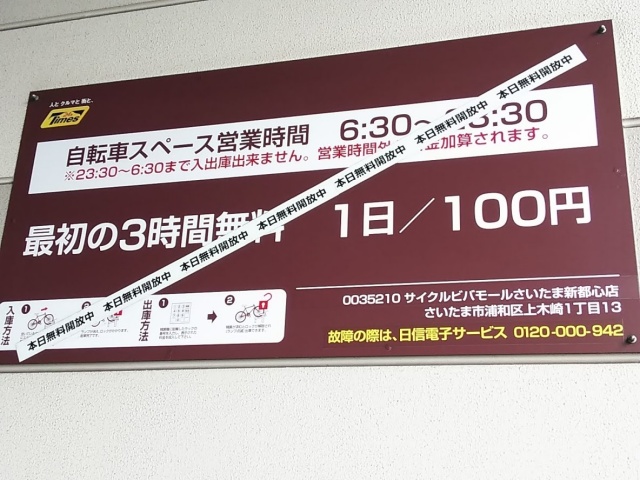 人と クルマと 街と、
Times
自転車スペース営業時間 6:30～23:30
※23:30～6:30まで入出庫出来ません。営業時間外 金加算されます。
最初の3時間無料 1日／100円
本日無料開放中 本日無料開放中 本日無料開放中 本日無料開放中 本日無料開放中 本日無料開放中 本日無料開放中
入庫方法 1
出庫方法 1 2
0035210 サイクルビバモールさいたま新都心店
さいたま市浦和区上木崎1丁目13
故障の際は、日信電子サービス 0120-000-942